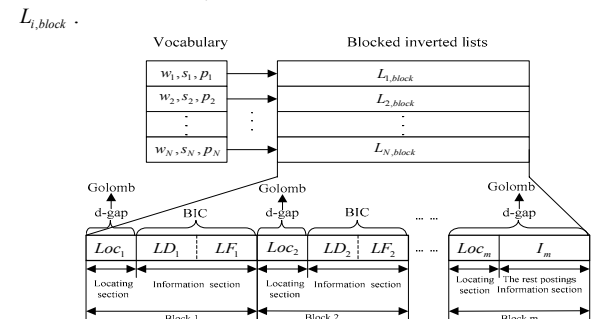 L_{i,block} .
Vocabulary Blocked inverted lists
w_1, s_1, p_1 L_{1,block}
w_2, s_2, p_2 L_{2,block}
⋮ ⋮ ⋮
w_N, s_N, p_N L_{N,block}
Golomb Golomb Golomb
d-gap BIC d-gap BIC ... ... d-gap
Loc_1 LD_1 LF_1 Loc_2 LD_2 LF_2 ... ... Loc_m I_m
Locating section Information section Locating section Information section Locating section The rest postings Information section
Block 1 Block 2 Block m